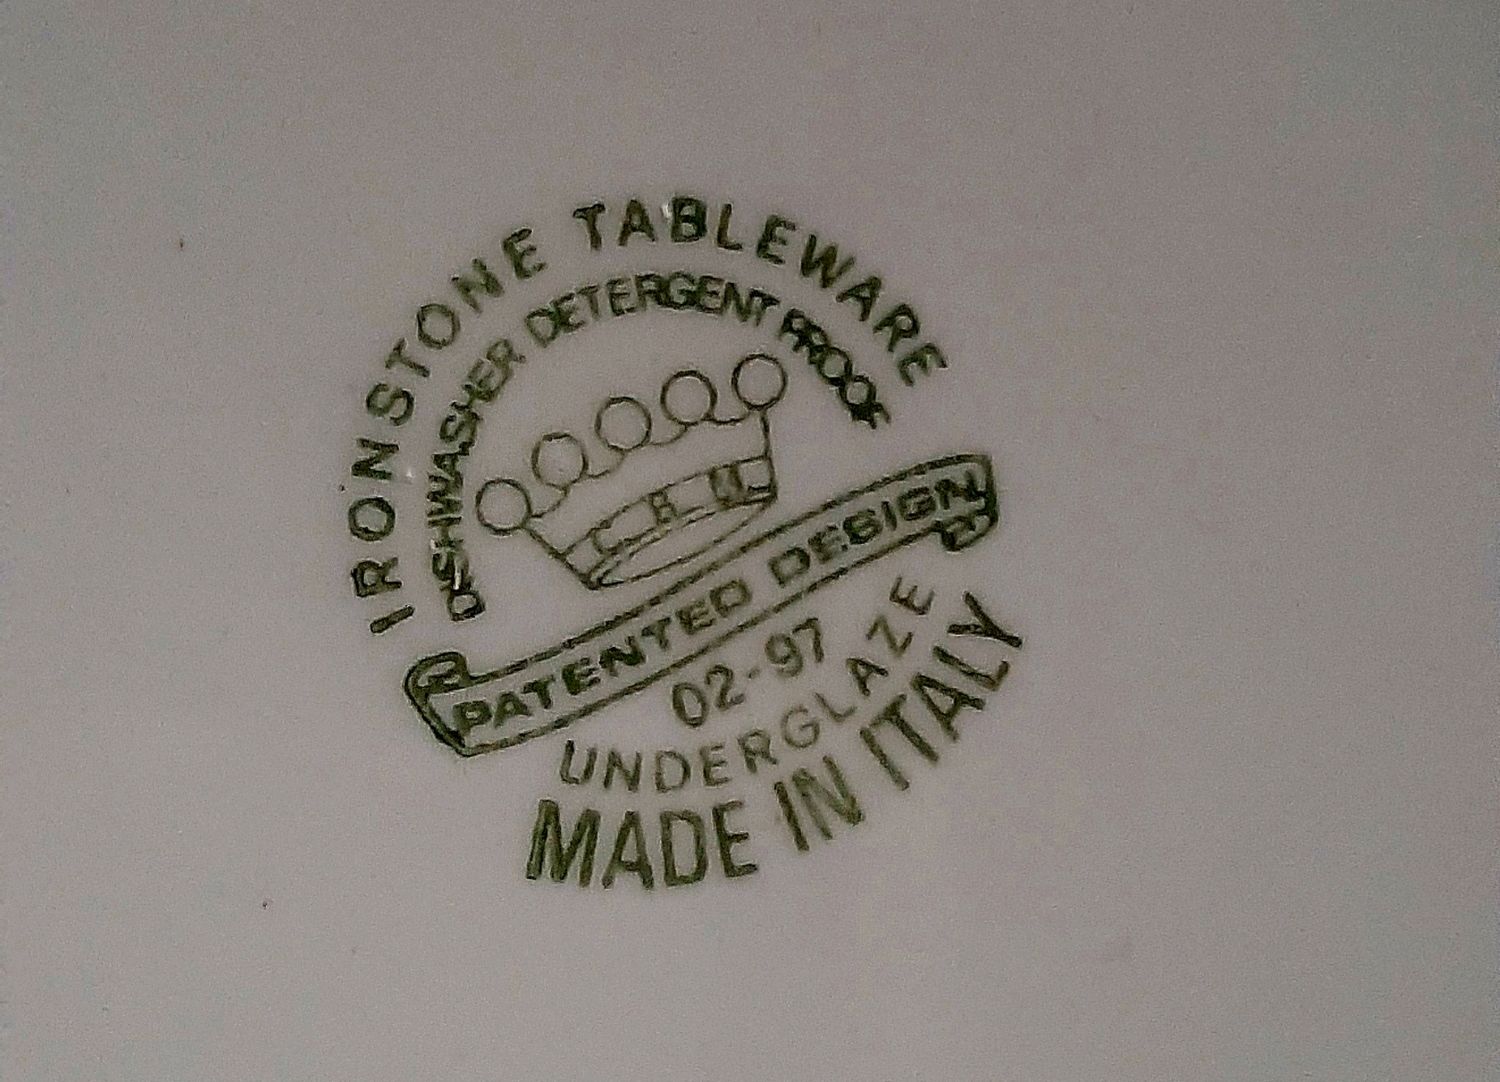 IRONSTONE TABLEWARE
DISHWASHER DETERGENT PROOF
PATENTED DESIGN
02-97
UNDERGLAZE
MADE IN ITALY